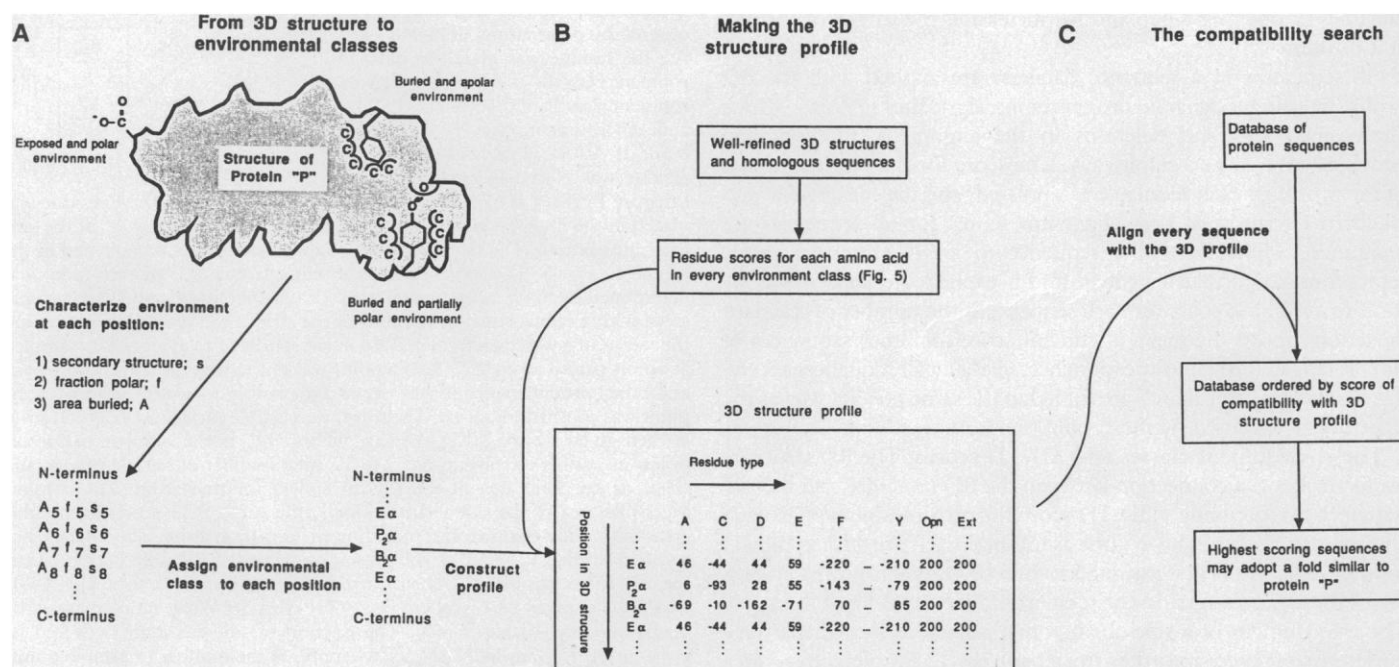 A
From 3D structure to
environmental classes
Buried and apolar
environment
O
C
-O
Exposed and polar
environment
Structure of
Protein "P"
C C C C C
O
O
C C C C C C
Buried and partially
polar environment
Characterize environment
at each position:
1) secondary structure; s
2) fraction polar; f
3) area buried; A
N-terminus
A5 f5 s5
A6 f6 s6
A7 f7 s7
A8 f8 s8
C-terminus
Assign environmental
class to each position
N-terminus
E α
P2α
B2α
E α
C-terminus
Construct
profile
B
Making the 3D
structure profile
Well-refined 3D structures
and homologous sequences
Residue scores for each amino acid
in every environment class (Fig. 5)
3D structure profile
Residue type
Position in 3D
structure
A C D E F ... Y Opn Ext
E α 46 -44 44 59 -220 ... -210 200 200
P2α 6 -93 28 55 -143 ... -79 200 200
B2α -69 -10 -162 -71 70 ... 85 200 200
E α 46 -44 44 59 -220 ... -210 200 200
C
The compatibility search
Database of
protein sequences
Align every sequence
with the 3D profile
Database ordered by score of
compatibility with 3D
structure profile
Highest scoring sequences
may adopt a fold similar to
protein "P"